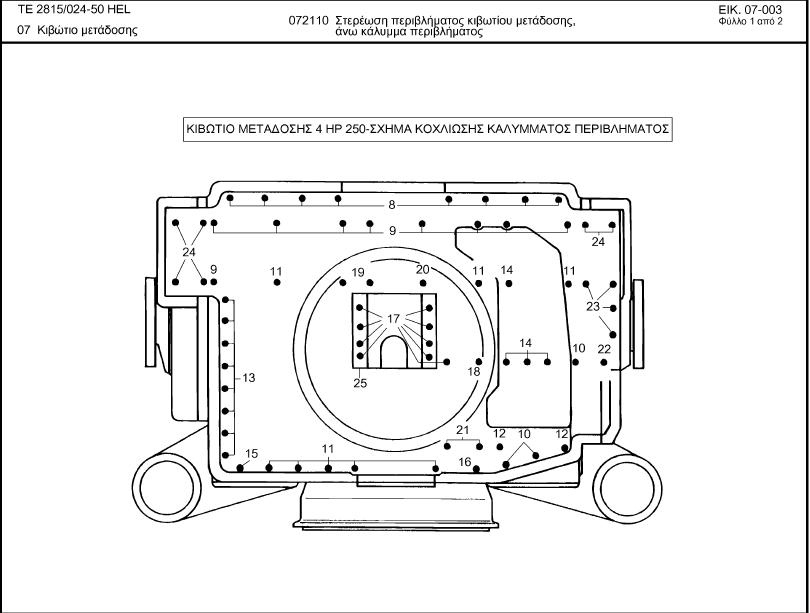 ΤΕ 2815/024-50 HEL
07 Κιβώτιο μετάδοσης
072110 Στερέωση περιβλήματος κιβωτίου μετάδοσης,
άνω κάλυμμα περιβλήματος
ΕΙΚ. 07-003
Φύλλο 1 από 2
ΚΙΒΩΤΙΟ ΜΕΤΑΔΟΣΗΣ 4 HP 250-ΣΧΗΜΑ ΚΟΧΛΙΩΣΗΣ ΚΑΛΥΜΜΑΤΟΣ ΠΕΡΙΒΛΗΜΑΤΟΣ
8
9
24 24
9 11 19 20 11 14 11
23
17
14 10 22
18
25
13
21 12 10 12
15 11 16